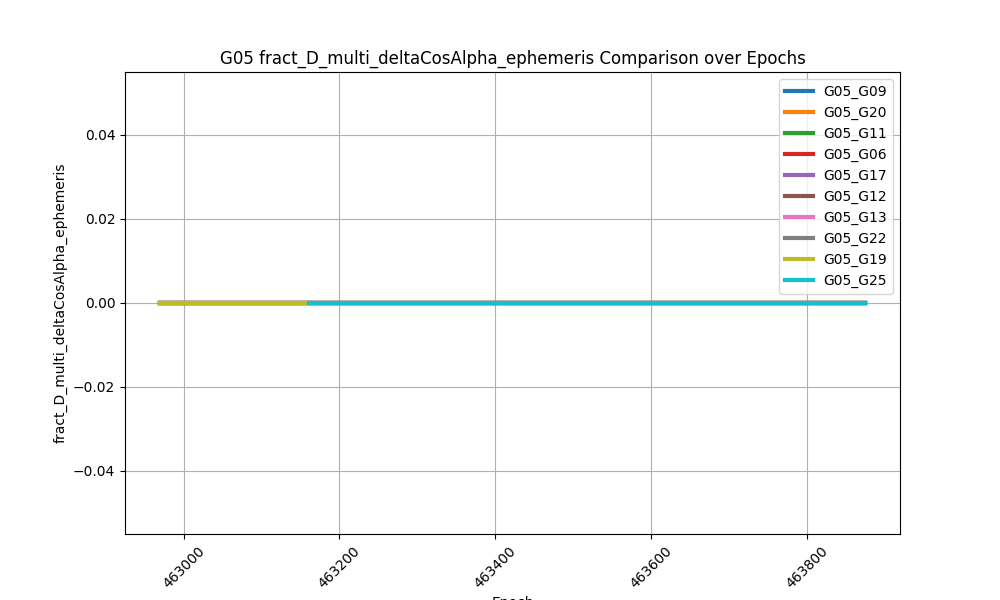 G05 fract_D_multi_deltaCosAlpha_ephemeris Comparison over Epochs
fract_D_multi_deltaCosAlpha_ephemeris
0.04
0.02
0.00
−0.02
−0.04
G05_G09
G05_G20
G05_G11
G05_G06
G05_G17
G05_G12
G05_G13
G05_G22
G05_G19
G05_G25
463000
463200
463400
463600
463800
Epoch